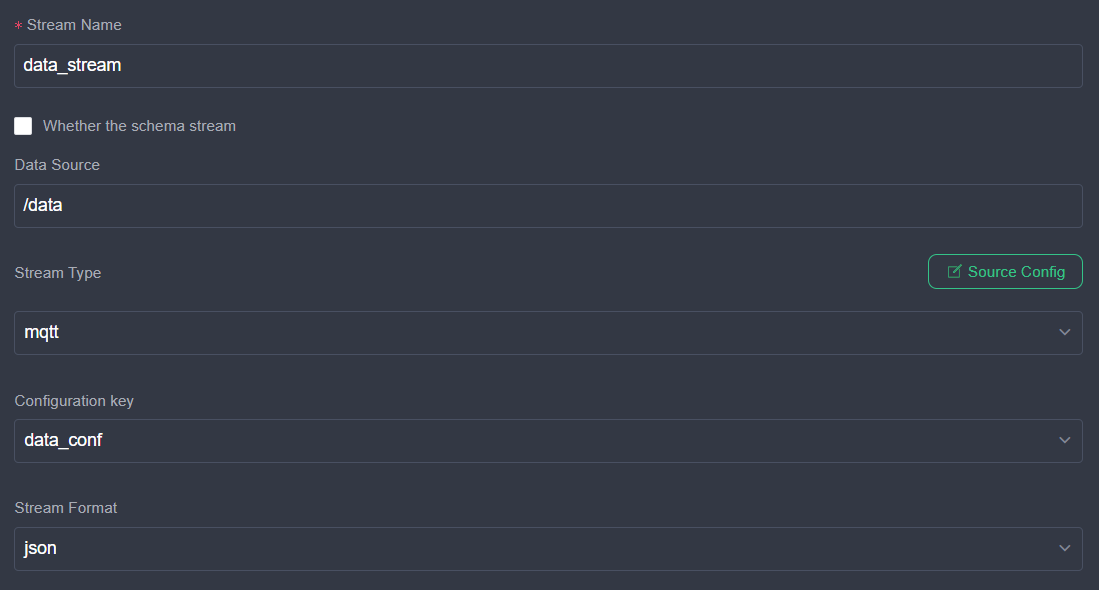 * Stream Name
data_stream
Whether the schema stream
Data Source
/data
Stream Type
Source Config
mqtt
Configuration key
data_conf
Stream Format
json